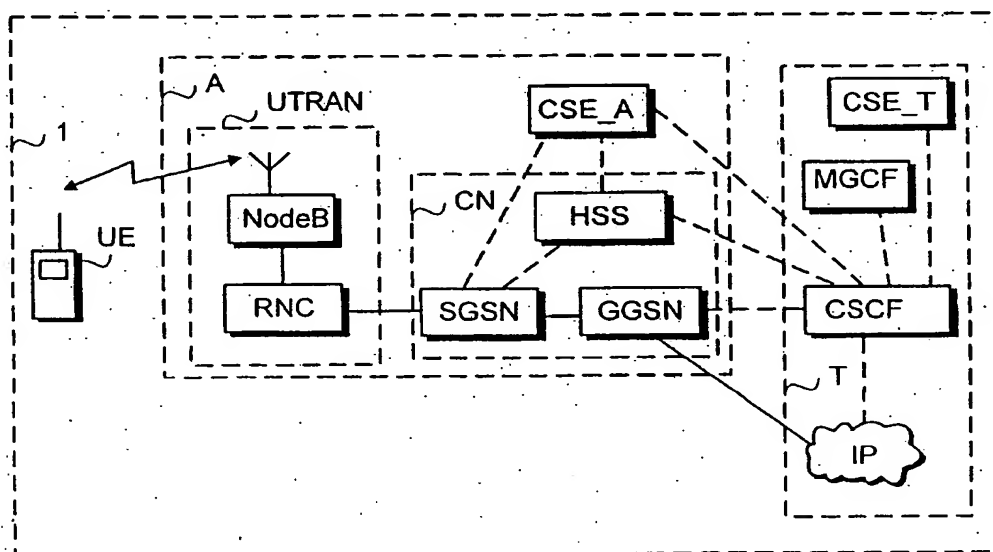 1
A
UTRAN
NodeB
RNC
UE
CSE_A
CN
HSS
SGSN
GGSN
CSE_T
MGCF
CSCF
T
IP